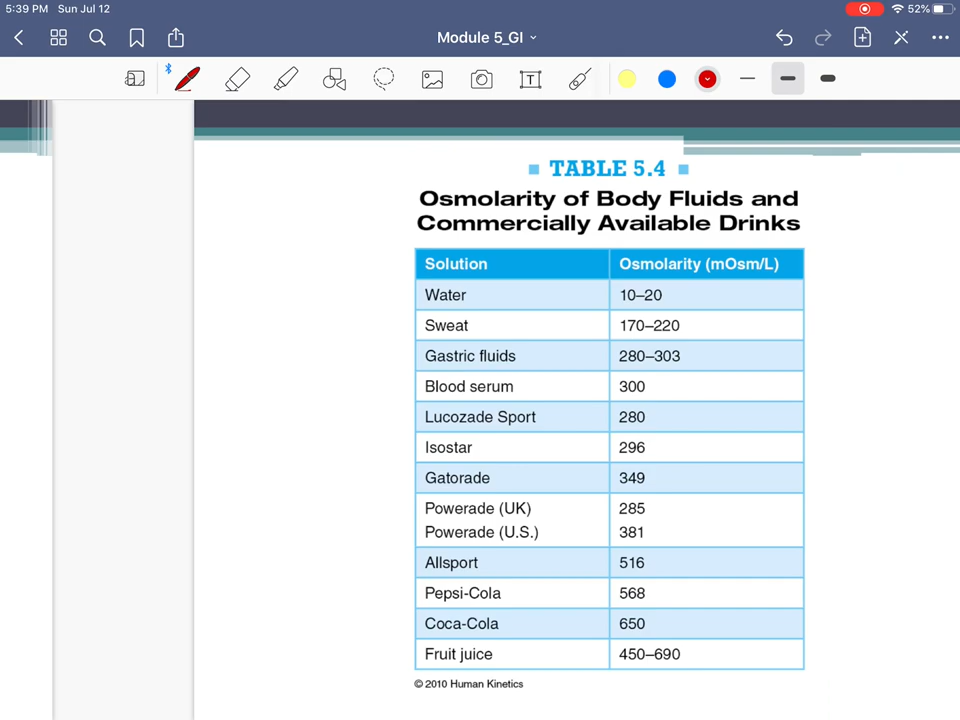 5:39 PM Sun Jul 12
52%
Module 5_GI
T
TABLE 5.4
Osmolarity of Body Fluids and
Commercially Available Drinks
Solution Osmolarity (mOsm/L)
Water 10–20
Sweat 170–220
Gastric fluids 280–303
Blood serum 300
Lucozade Sport 280
Isostar 296
Gatorade 349
Powerade (UK) 285
Powerade (U.S.) 381
Allsport 516
Pepsi-Cola 568
Coca-Cola 650
Fruit juice 450–690
© 2010 Human Kinetics